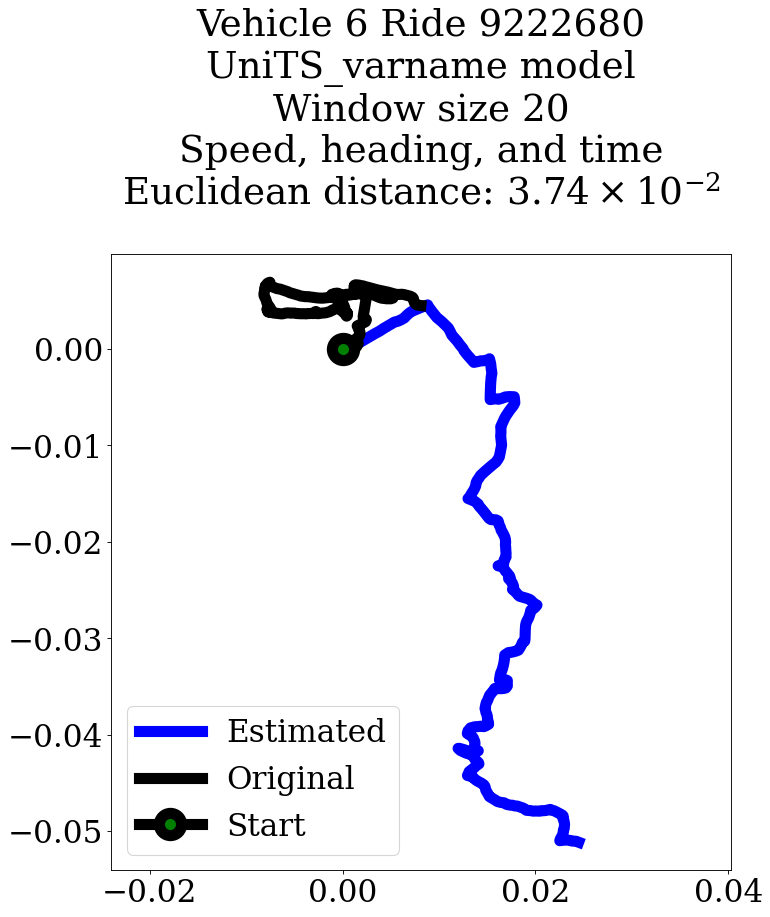 Vehicle 6 Ride 9222680
UniTS_varname model
Window size 20
Speed, heading, and time
Euclidean distance: 3.74 × 10⁻²
0.00
−0.01
−0.02
−0.03
−0.04
−0.05
Estimated
Original
Start
−0.02 0.00 0.02 0.04